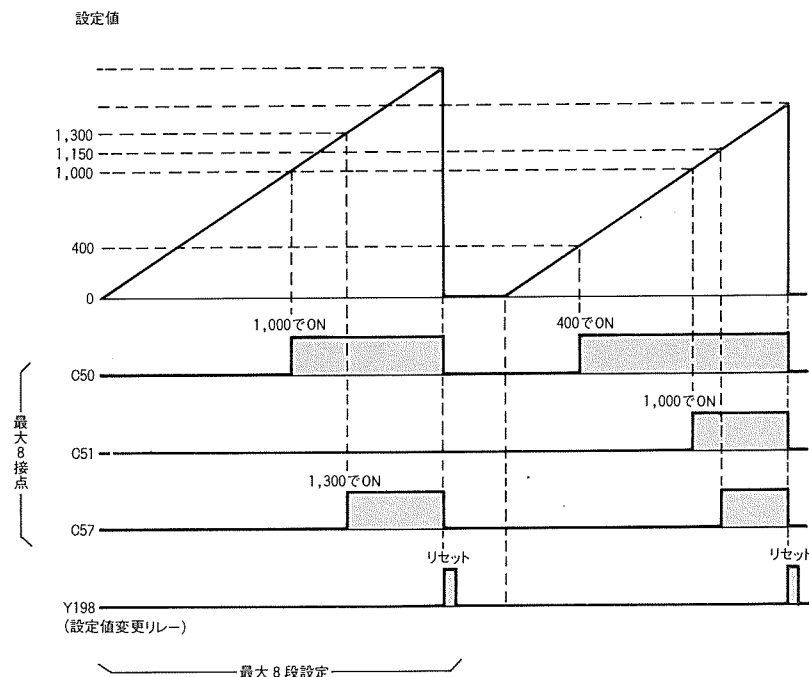 設定値
1,300
1,150
1,000
400
0
1,000でON
400でON
C50
1,000でON
C51
最大8接点
1,300でON
C57
リセット
リセット
Y198
(設定値変更リレー)
最大8段設定